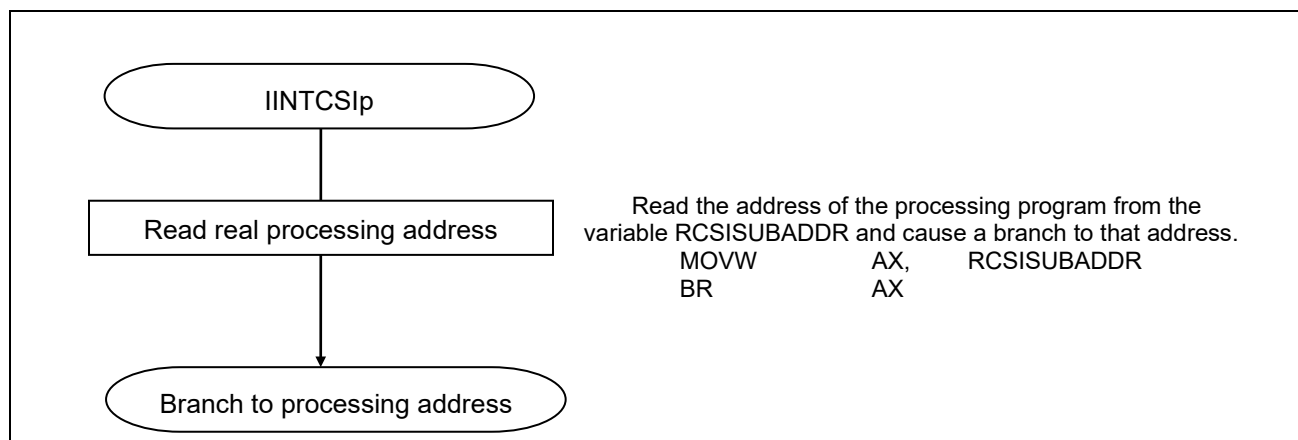 IINTCSIp
Read real processing address
Read the address of the processing program from the
variable RCSISUBADDR and cause a branch to that address.
MOVW AX, RCSISUBADDR
BR AX
Branch to processing address